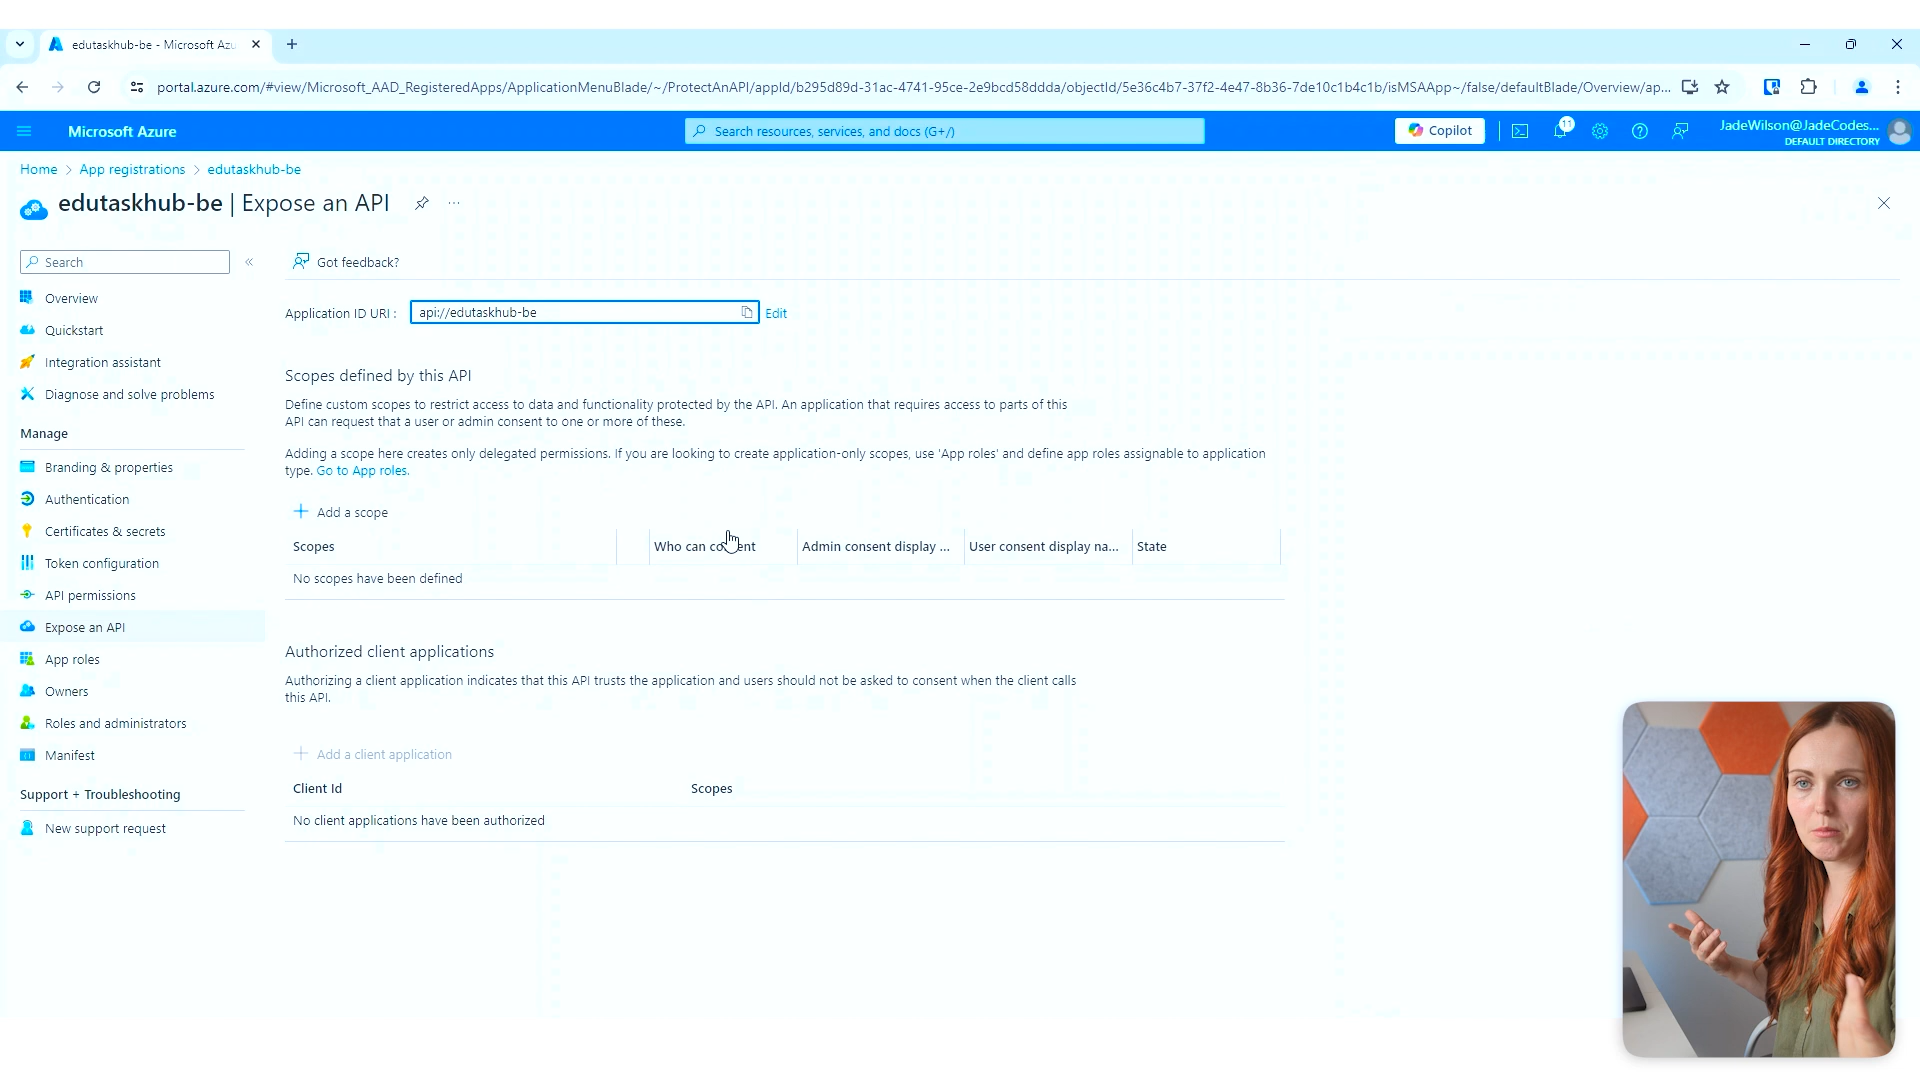 edutaskhub-be - Microsoft Azu
portal.azure.com/#view/Microsoft_AAD_RegisteredApps/ApplicationMenuBlade/~/ProtectAnAPI/appId/b295d89d-31ac-4741-95ce-2e9bcd58ddda/objectId/5e36c4b7-37f2-4e47-8b36-7de10c1b4c1b/isMSAApp~/false/defaultBlade/Overview/ap...
Microsoft Azure
Search resources, services, and docs (G+/)
Copilot
11
JadeWilson@JadeCodes...
DEFAULT DIRECTORY
Home > App registrations > edutaskhub-be
edutaskhub-be | Expose an API
Search
Got feedback?
Overview
Quickstart
Integration assistant
Diagnose and solve problems
Manage
Branding & properties
Authentication
Certificates & secrets
Token configuration
API permissions
Expose an API
App roles
Owners
Roles and administrators
Manifest
Support + Troubleshooting
New support request
Application ID URI :
api://edutaskhub-be
Edit
Scopes defined by this API
Define custom scopes to restrict access to data and functionality protected by the API. An application that requires access to parts of this
API can request that a user or admin consent to one or more of these.
Adding a scope here creates only delegated permissions. If you are looking to create application-only scopes, use 'App roles' and define app roles assignable to application
type. Go to App roles.
Add a scope
Scopes
Who can consent
Admin consent display ...
User consent display na...
State
No scopes have been defined
Authorized client applications
Authorizing a client application indicates that this API trusts the application and users should not be asked to consent when the client calls
this API.
Add a client application
Client Id
Scopes
No client applications have been authorized